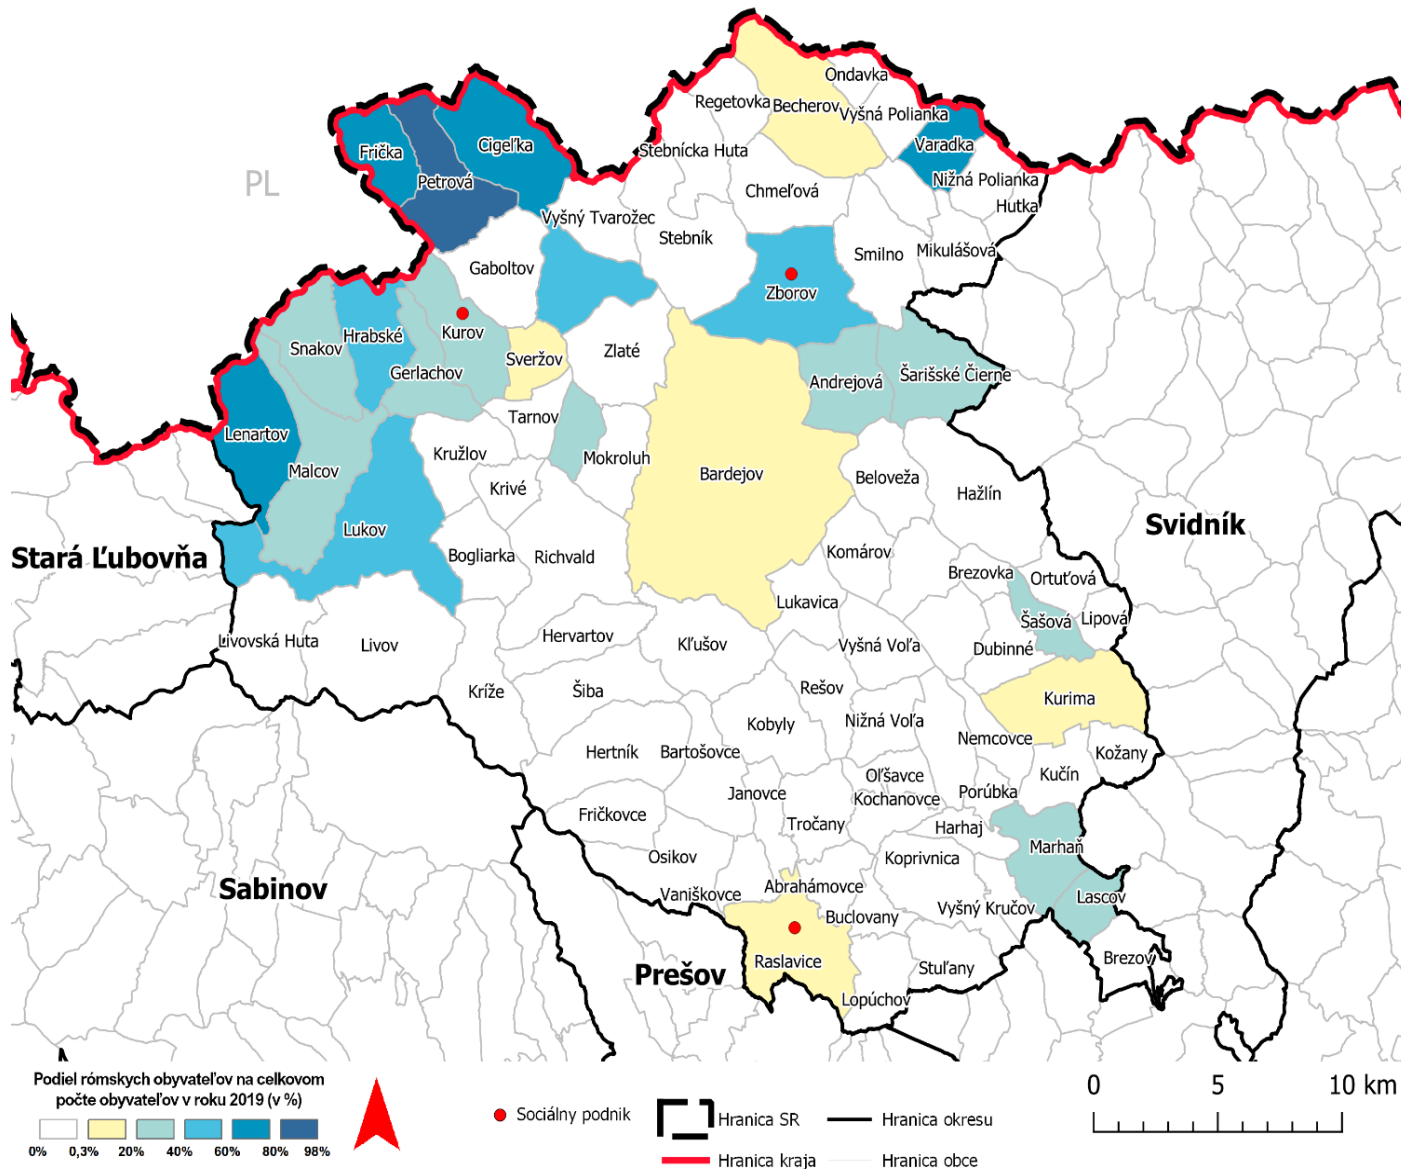 Ondavka
Regetovka
Becherov
Vyšná Polianka
Cigeľka
Frička
Varadka
Stebnícka Huta
Petrová
Nižná Polianka
PL
Chmeľová
Hutka
Vyšný Tvarožec
Stebník
Smilno
Mikulášová
Gaboltov
Zborov
Hrabské
Kurov
Snakov
Sveržov
Zlaté
Gerlachov
Andrejová
Šarišské Čierne
Tarnov
Lenartov
Kružlov
Mokroluh
Malcov
Bardejov
Beloveža
Krivé
Hažlín
Lukov
Svidník
Stará Ľubovňa
Bogliarka
Richvald
Komárov
Brezovka
Ortuťová
Lukavica
Šašová
Lipová
Livovská Huta
Livov
Hervartov
Kľušov
Vyšná Voľa
Dubinné
Kríže
Šiba
Rešov
Kurima
Kobyly
Nižná Voľa
Nemcovce
Hertník
Bartošovce
Kožany
Oľšavce
Kučín
Janovce
Kochanovce
Porúbka
Fričkovce
Tročany
Harhaj
Marhaň
Osikov
Koprivnica
Sabinov
Vaniškovce
Abrahámovce
Lascov
Buclovany
Vyšný Kručov
Raslavice
Stuľany
Brezov
Prešov
Lopúchov
Podiel rómskych obyvateľov na celkovom
počte obyvateľov v roku 2019 (v %)
0% 0,3% 20% 40% 60% 80% 98%
Sociálny podnik
Hranica SR
Hranica kraja
Hranica okresu
Hranica obce
0 5 10 km